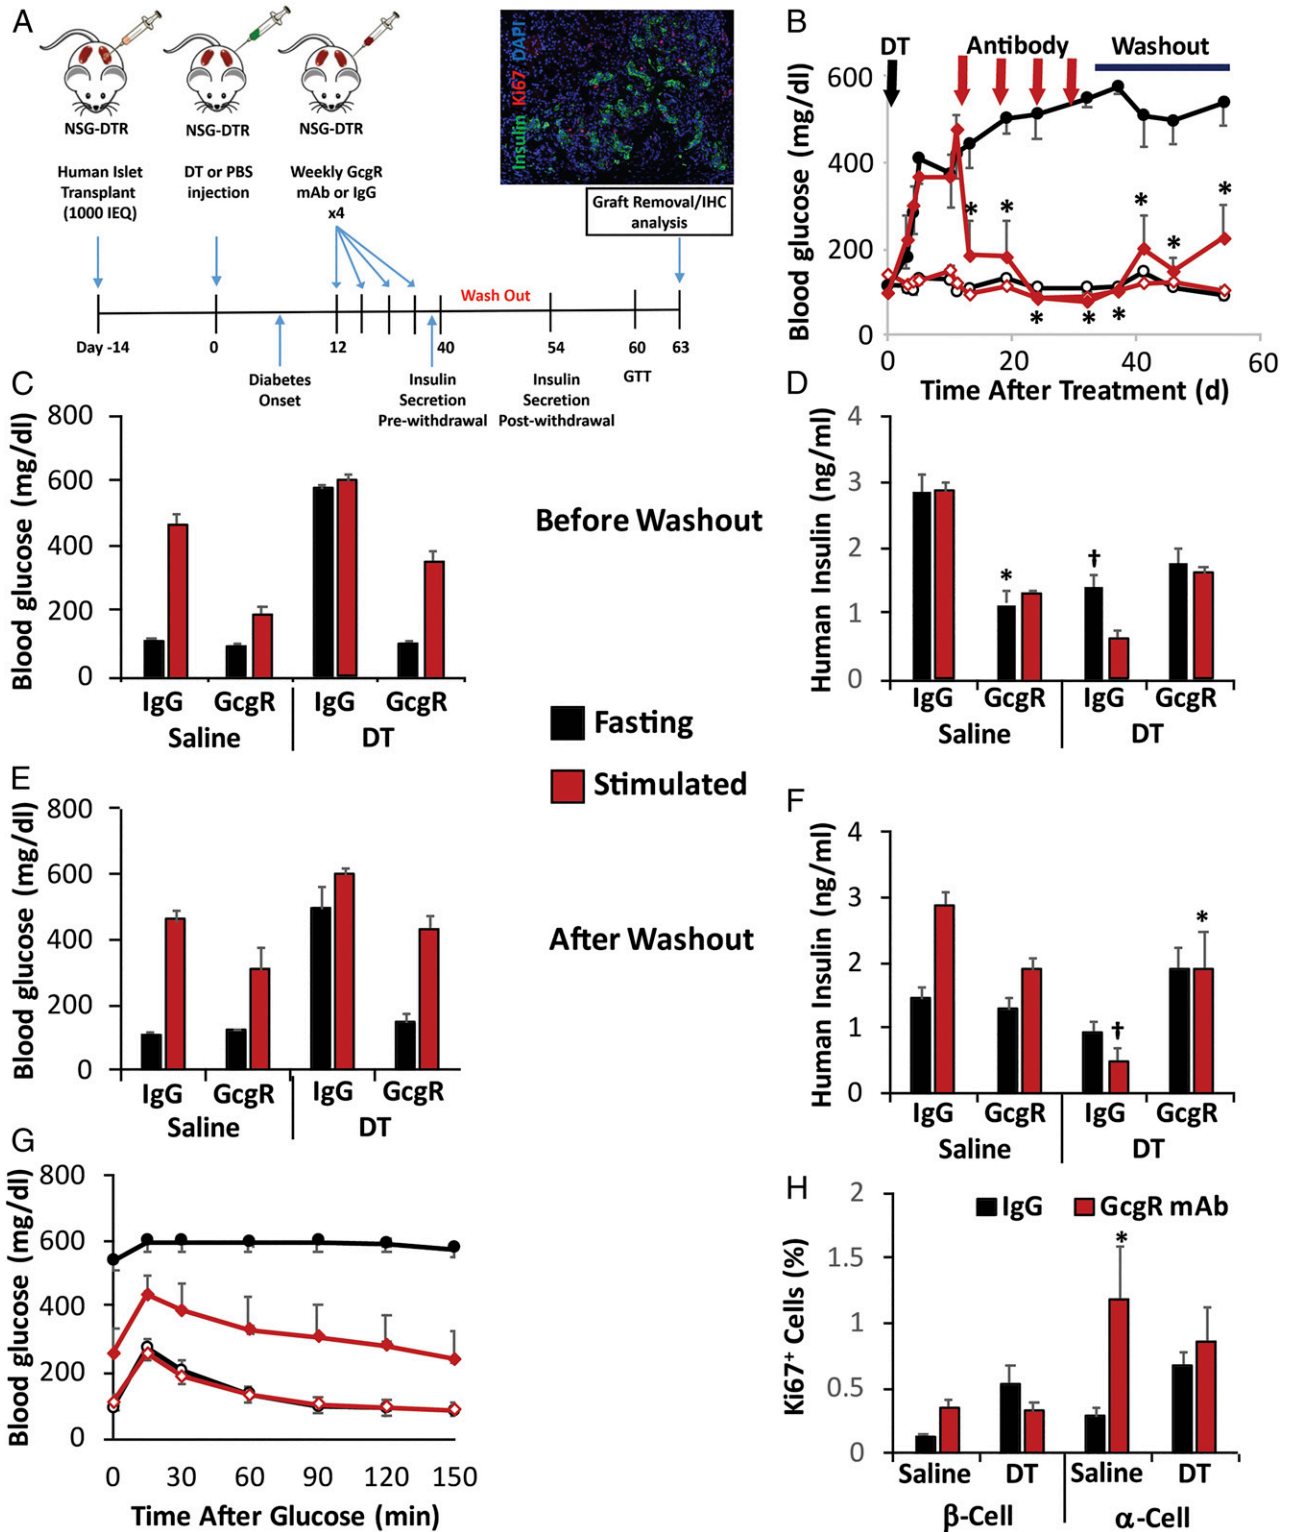 A
NSG-DTR
NSG-DTR
NSG-DTR
Human Islet
Transplant
(1000 IEQ)
DT or PBS
injection
Weekly GcgR
mAb or IgG
x4
Insulin Ki67 DAPI
Graft Removal/IHC
analysis
Wash Out
Day -14
0
12
40
54
60
63
Diabetes
Onset
Insulin
Secretion
Pre-withdrawal
Insulin
Secretion
Post-withdrawal
GTT
B
DT
Antibody
Washout
Blood glucose (mg/dl)
600
400
200
0
* * * * * * * *
0 20 40 60
Time After Treatment (d)
C
Blood glucose (mg/dl)
800
600
400
200
0
IgG GcgR IgG GcgR
Saline DT
Before Washout
Fasting
Stimulated
D
Human Insulin (ng/ml)
4
3
2
1
0
* †
IgG GcgR IgG GcgR
Saline DT
E
Blood glucose (mg/dl)
800
600
400
200
0
IgG GcgR IgG GcgR
Saline DT
After Washout
F
Human Insulin (ng/ml)
4
3
2
1
0
† *
IgG GcgR IgG GcgR
Saline DT
G
Blood glucose (mg/dl)
800
600
400
200
0
0 30 60 90 120 150
Time After Glucose (min)
H
Ki67+ Cells (%)
2
1.5
1
0.5
0
IgG GcgR mAb
*
Saline DT Saline DT
β-Cell α-Cell